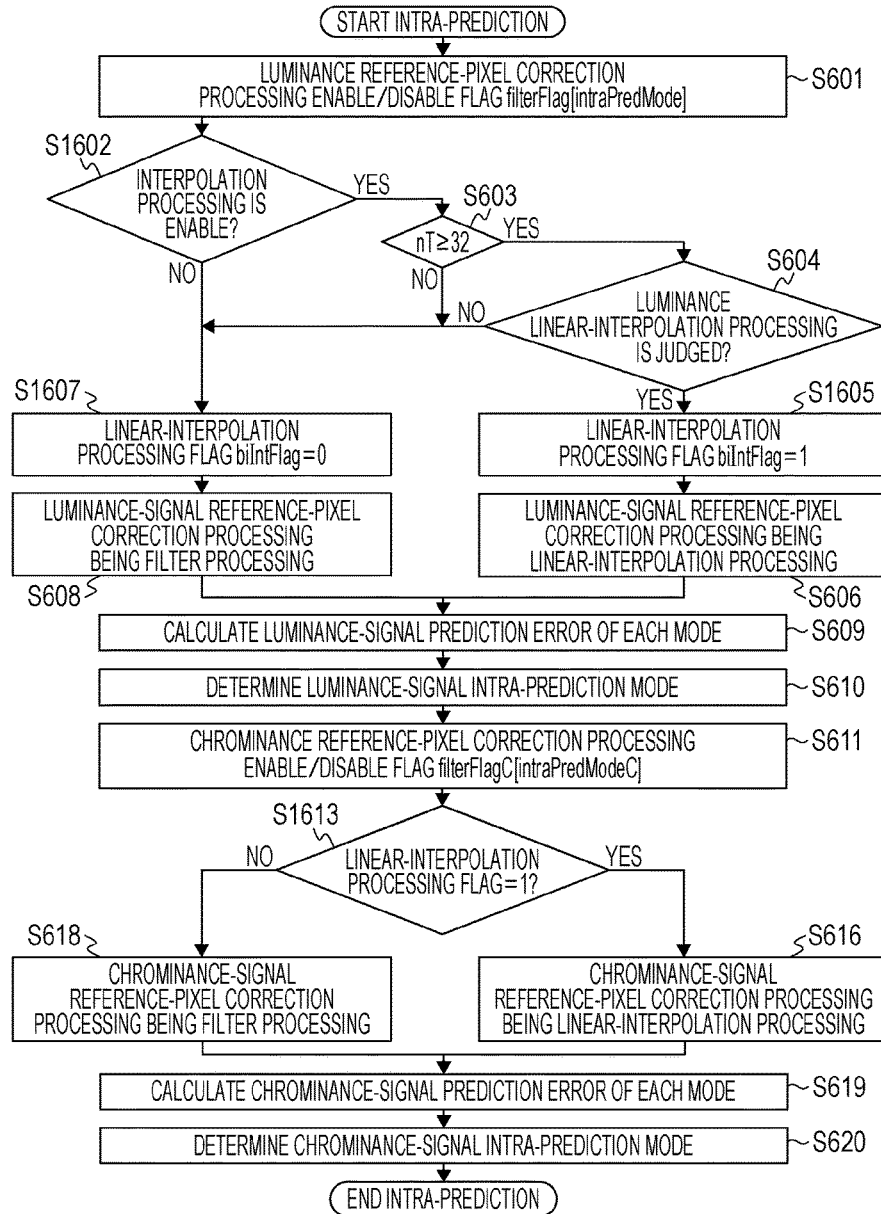 START INTRA-PREDICTION
LUMINANCE REFERENCE-PIXEL CORRECTION
PROCESSING ENABLE/DISABLE FLAG filterFlag[intraPredMode]
S601
S1602
INTERPOLATION
PROCESSING IS
ENABLE?
YES
NO
S603
nT≥32
YES
NO
S604
LUMINANCE
LINEAR-INTERPOLATION PROCESSING
IS JUDGED?
NO
YES
S1607
LINEAR-INTERPOLATION
PROCESSING FLAG biIntFlag=0
S1605
LINEAR-INTERPOLATION
PROCESSING FLAG biIntFlag=1
LUMINANCE-SIGNAL REFERENCE-PIXEL
CORRECTION PROCESSING
BEING FILTER PROCESSING
S608
LUMINANCE-SIGNAL REFERENCE-PIXEL
CORRECTION PROCESSING BEING
LINEAR-INTERPOLATION PROCESSING
S606
CALCULATE LUMINANCE-SIGNAL PREDICTION ERROR OF EACH MODE
S609
DETERMINE LUMINANCE-SIGNAL INTRA-PREDICTION MODE
S610
CHROMINANCE REFERENCE-PIXEL CORRECTION PROCESSING
ENABLE/DISABLE FLAG filterFlagC[intraPredModeC]
S611
S1613
LINEAR-INTERPOLATION
PROCESSING FLAG=1?
NO
YES
S618
CHROMINANCE-SIGNAL
REFERENCE-PIXEL CORRECTION
PROCESSING BEING FILTER PROCESSING
S616
CHROMINANCE-SIGNAL
REFERENCE-PIXEL CORRECTION PROCESSING
BEING LINEAR-INTERPOLATION PROCESSING
CALCULATE CHROMINANCE-SIGNAL PREDICTION ERROR OF EACH MODE
S619
DETERMINE CHROMINANCE-SIGNAL INTRA-PREDICTION MODE
S620
END INTRA-PREDICTION